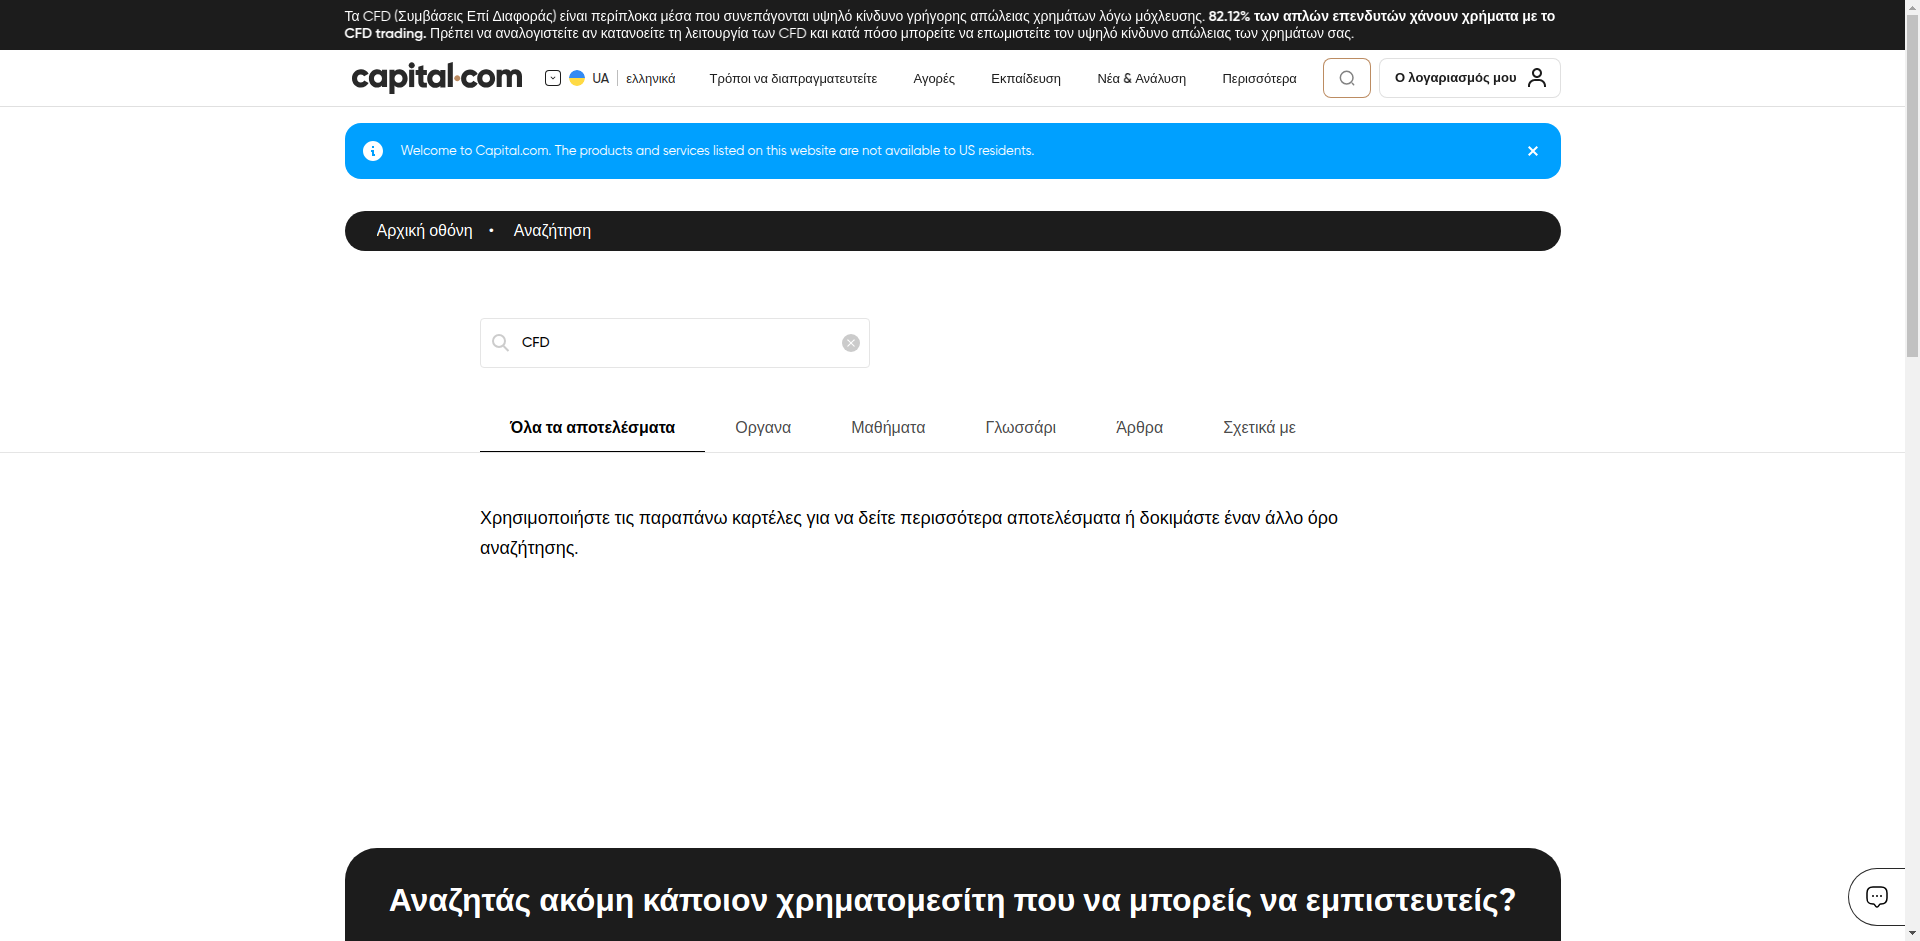 Τα CFD (Συμβάσεις Επί Διαφοράς) είναι περίπλοκα μέσα που συνεπάγονται υψηλό κίνδυνο γρήγορης απώλειας χρημάτων λόγω μόχλευσης. 82.12% των απλών επενδυτών χάνουν χρήματα με το
CFD trading. Πρέπει να αναλογιστείτε αν κατανοείτε τη λειτουργία των CFD και κατά πόσο μπορείτε να επωμιστείτε τον υψηλό κίνδυνο απώλειας των χρημάτων σας.
capital.com UA ελληνικά Τρόποι να διαπραγματευτείτε Αγορές Εκπαίδευση Νέα & Ανάλυση Περισσότερα Ο λογαριασμός μου
Welcome to Capital.com. The products and services listed on this website are not available to US residents.
Αρχική οθόνη • Αναζήτηση
CFD
Όλα τα αποτελέσματα Οργανα Μαθήματα Γλωσσάρι Άρθρα Σχετικά με
Χρησιμοποιήστε τις παραπάνω καρτέλες για να δείτε περισσότερα αποτελέσματα ή δοκιμάστε έναν άλλο όρο
αναζήτησης.
Αναζητάς ακόμη κάποιον χρηματομεσίτη που να μπορείς να εμπιστευτείς?